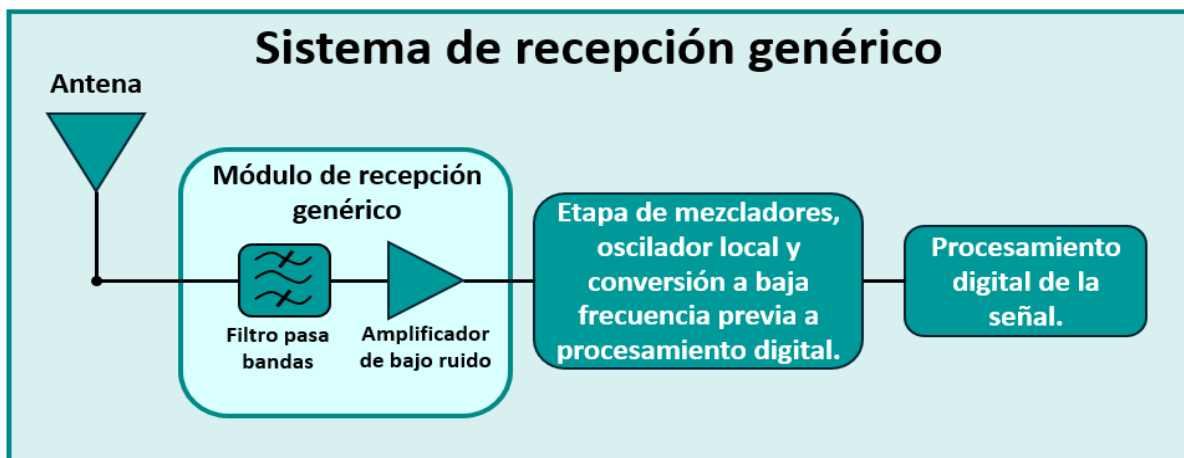 Sistema de recepción genérico
Antena
Módulo de recepción
genérico
Filtro pasa
bandas
Amplificador
de bajo ruido
Etapa de mezcladores,
oscilador local y
conversión a baja
frecuencia previa a
procesamiento digital.
Procesamiento
digital de la
señal.